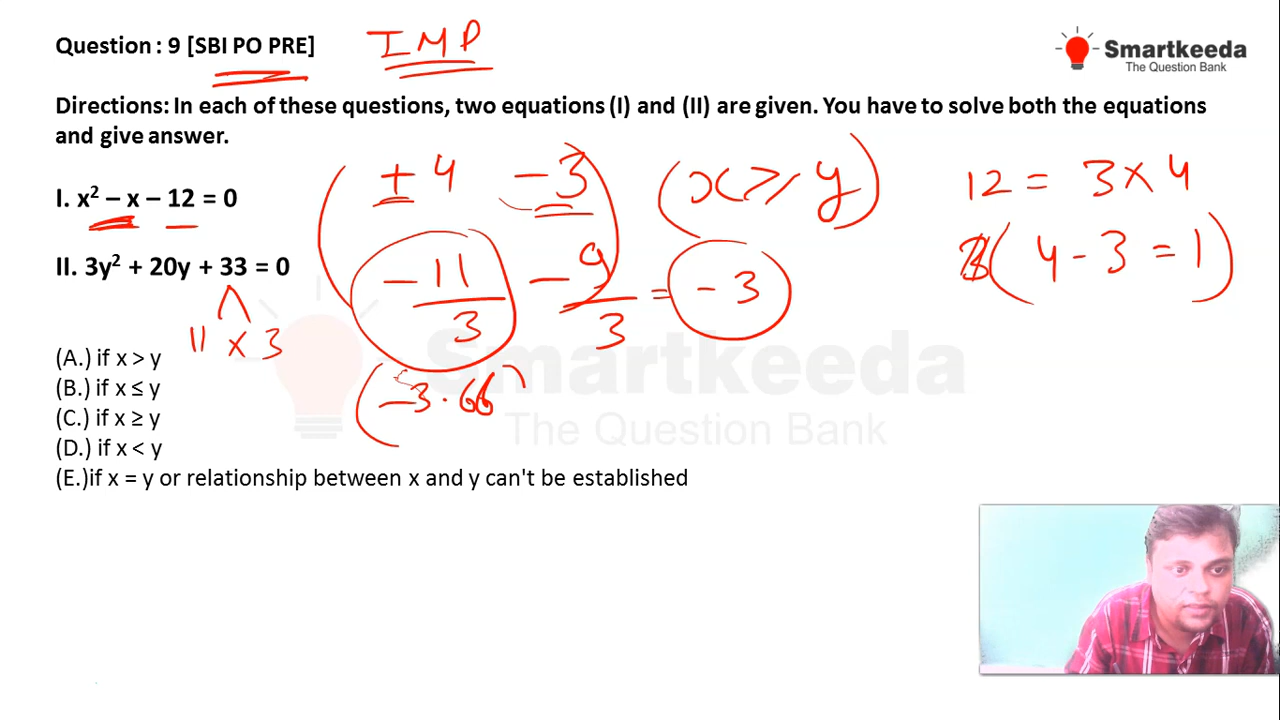 Question : 9 [SBI PO PRE]
IMP
Smartkeeda
The Question Bank
Directions: In each of these questions, two equations (I) and (II) are given. You have to solve both the equations
and give answer.
I. x² – x – 12 = 0
± 4 – 3
(x ≥ y)
12 = 3 × 4
(4 - 3 = 1)
II. 3y² + 20y + 33 = 0
11 × 3
- 11/3 - 9/3 = - 3
(-3.66)
Smartkeeda
The Question Bank
(A.) if x > y
(B.) if x ≤ y
(C.) if x ≥ y
(D.) if x < y
(E.)if x = y or relationship between x and y can't be established